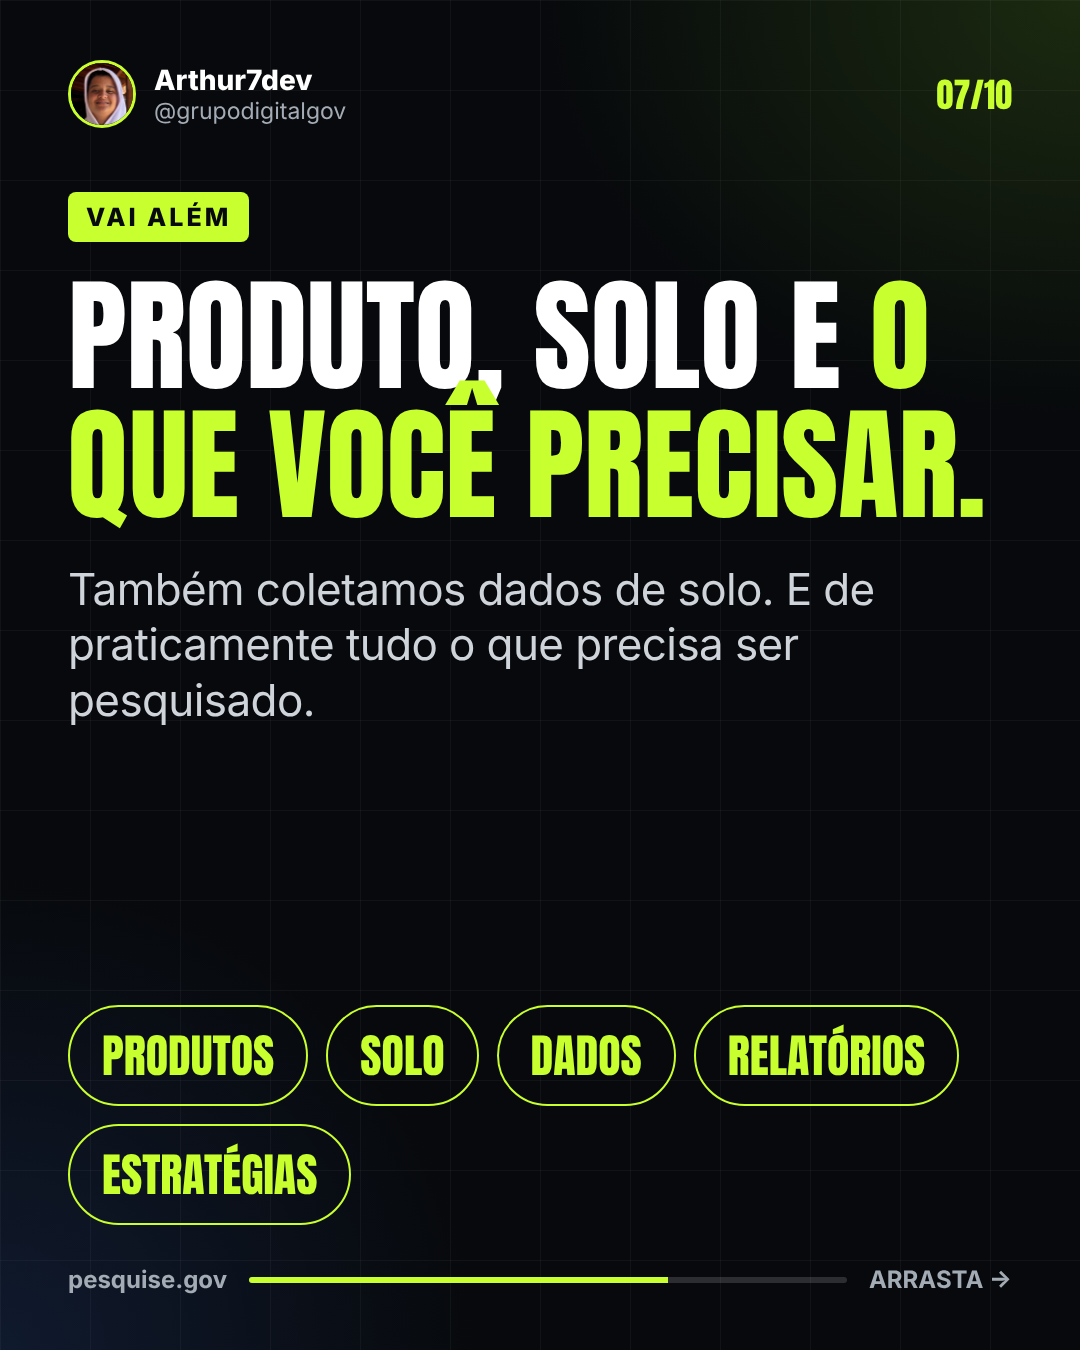 Arthur7dev
@grupodigitalgov
07/10
VAI ALÉM
PRODUTO, SOLO E O
QUE VOCÊ PRECISAR.
Também coletamos dados de solo. E de
praticamente tudo o que precisa ser
pesquisado.
PRODUTOS
SOLO
DADOS
RELATÓRIOS
ESTRATÉGIAS
pesquise.gov
ARRASTA →